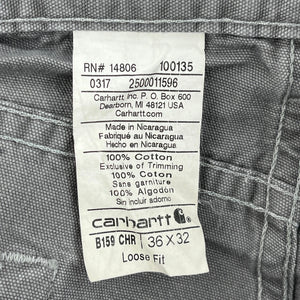 RN# 14806 100135
0317 2500011596
Carhartt Inc. P. O. Box 600
Dearborn, MI 48121 USA
Carhartt.com
Made in Nicaragua
Fabriqué au Nicaragua
Hecho en Nicaragua
100% Cotton
Exclusive of Trimming
100% Coton
Sans garniture
100% Algodón
Sin incluir adorno
carhartt
B159 CHR 36 X 32
Loose Fit